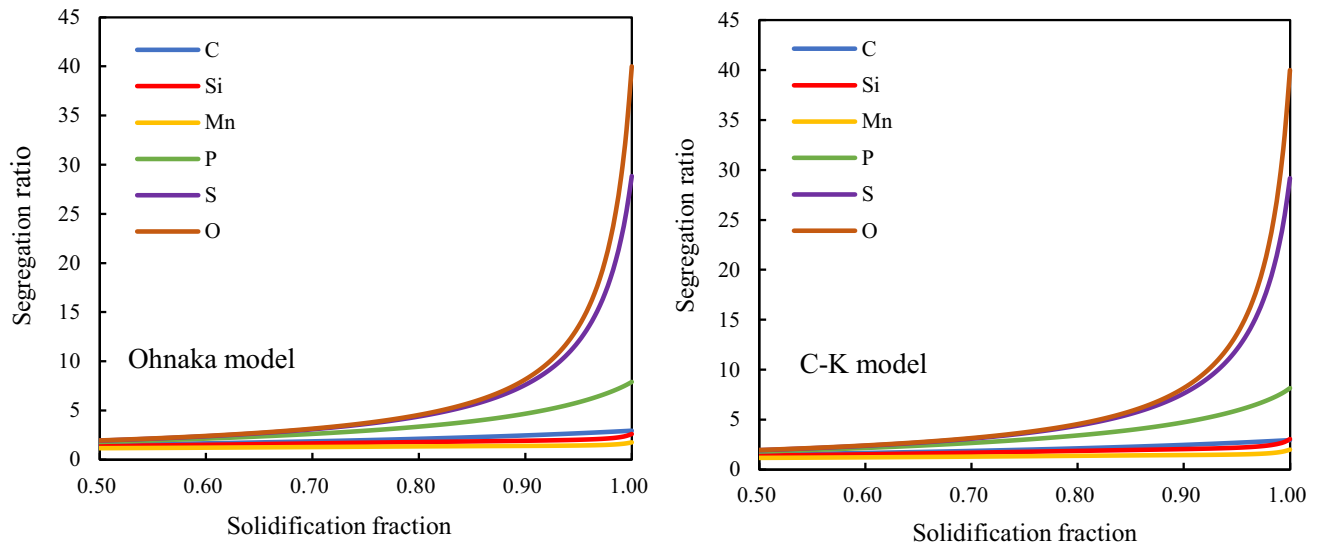 45
40
35
30
25
20
15
10
5
0
Segregation ratio
C
Si
Mn
P
S
O
Ohnaka model
0.50
0.60
0.70
0.80
0.90
1.00
Solidification fraction
45
40
35
30
25
20
15
10
5
0
Segregation ratio
C
Si
Mn
P
S
O
C-K model
0.50
0.60
0.70
0.80
0.90
1.00
Solidification fraction